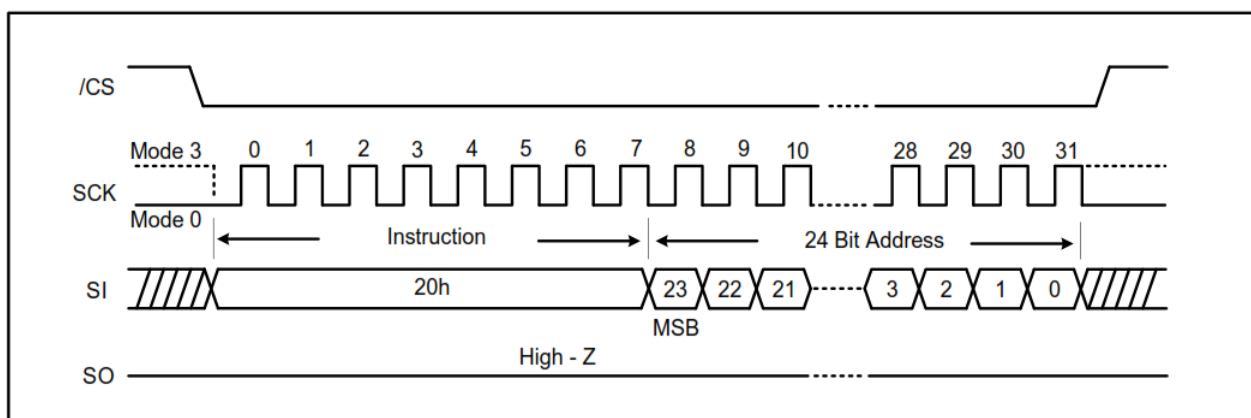 /CS
Mode 3 0 1 2 3 4 5 6 7 8 9 10 28 29 30 31
SCK
Mode 0
Instruction 24 Bit Address
SI 20h 23 22 21 3 2 1 0
MSB
High - Z
SO